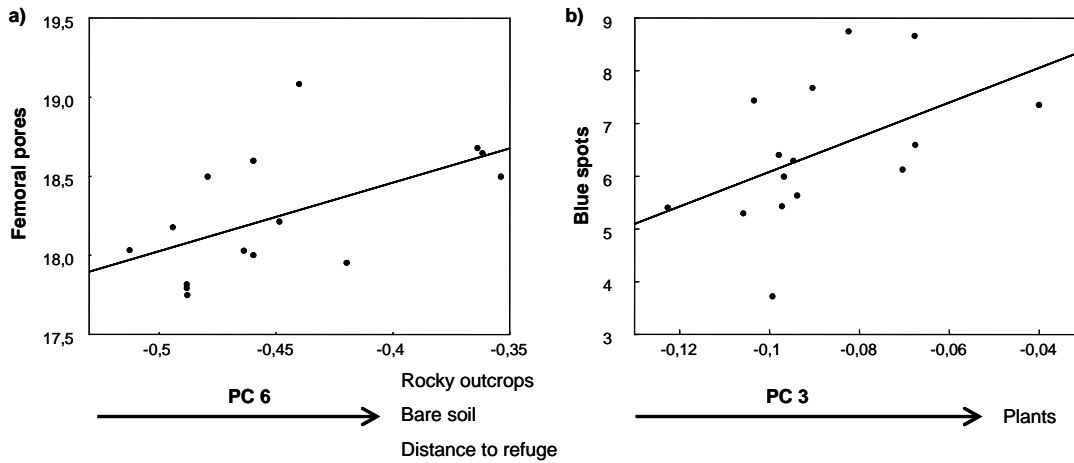 a)
19,5
19,0
18,5
18,0
17,5
Femoral pores
-0,5
-0,45
-0,4
-0,35
PC 6
Rocky outcrops
Bare soil
Distance to refuge
b)
9
8
7
6
5
4
3
Blue spots
-0,12
-0,1
-0,08
-0,06
-0,04
PC 3
Plants